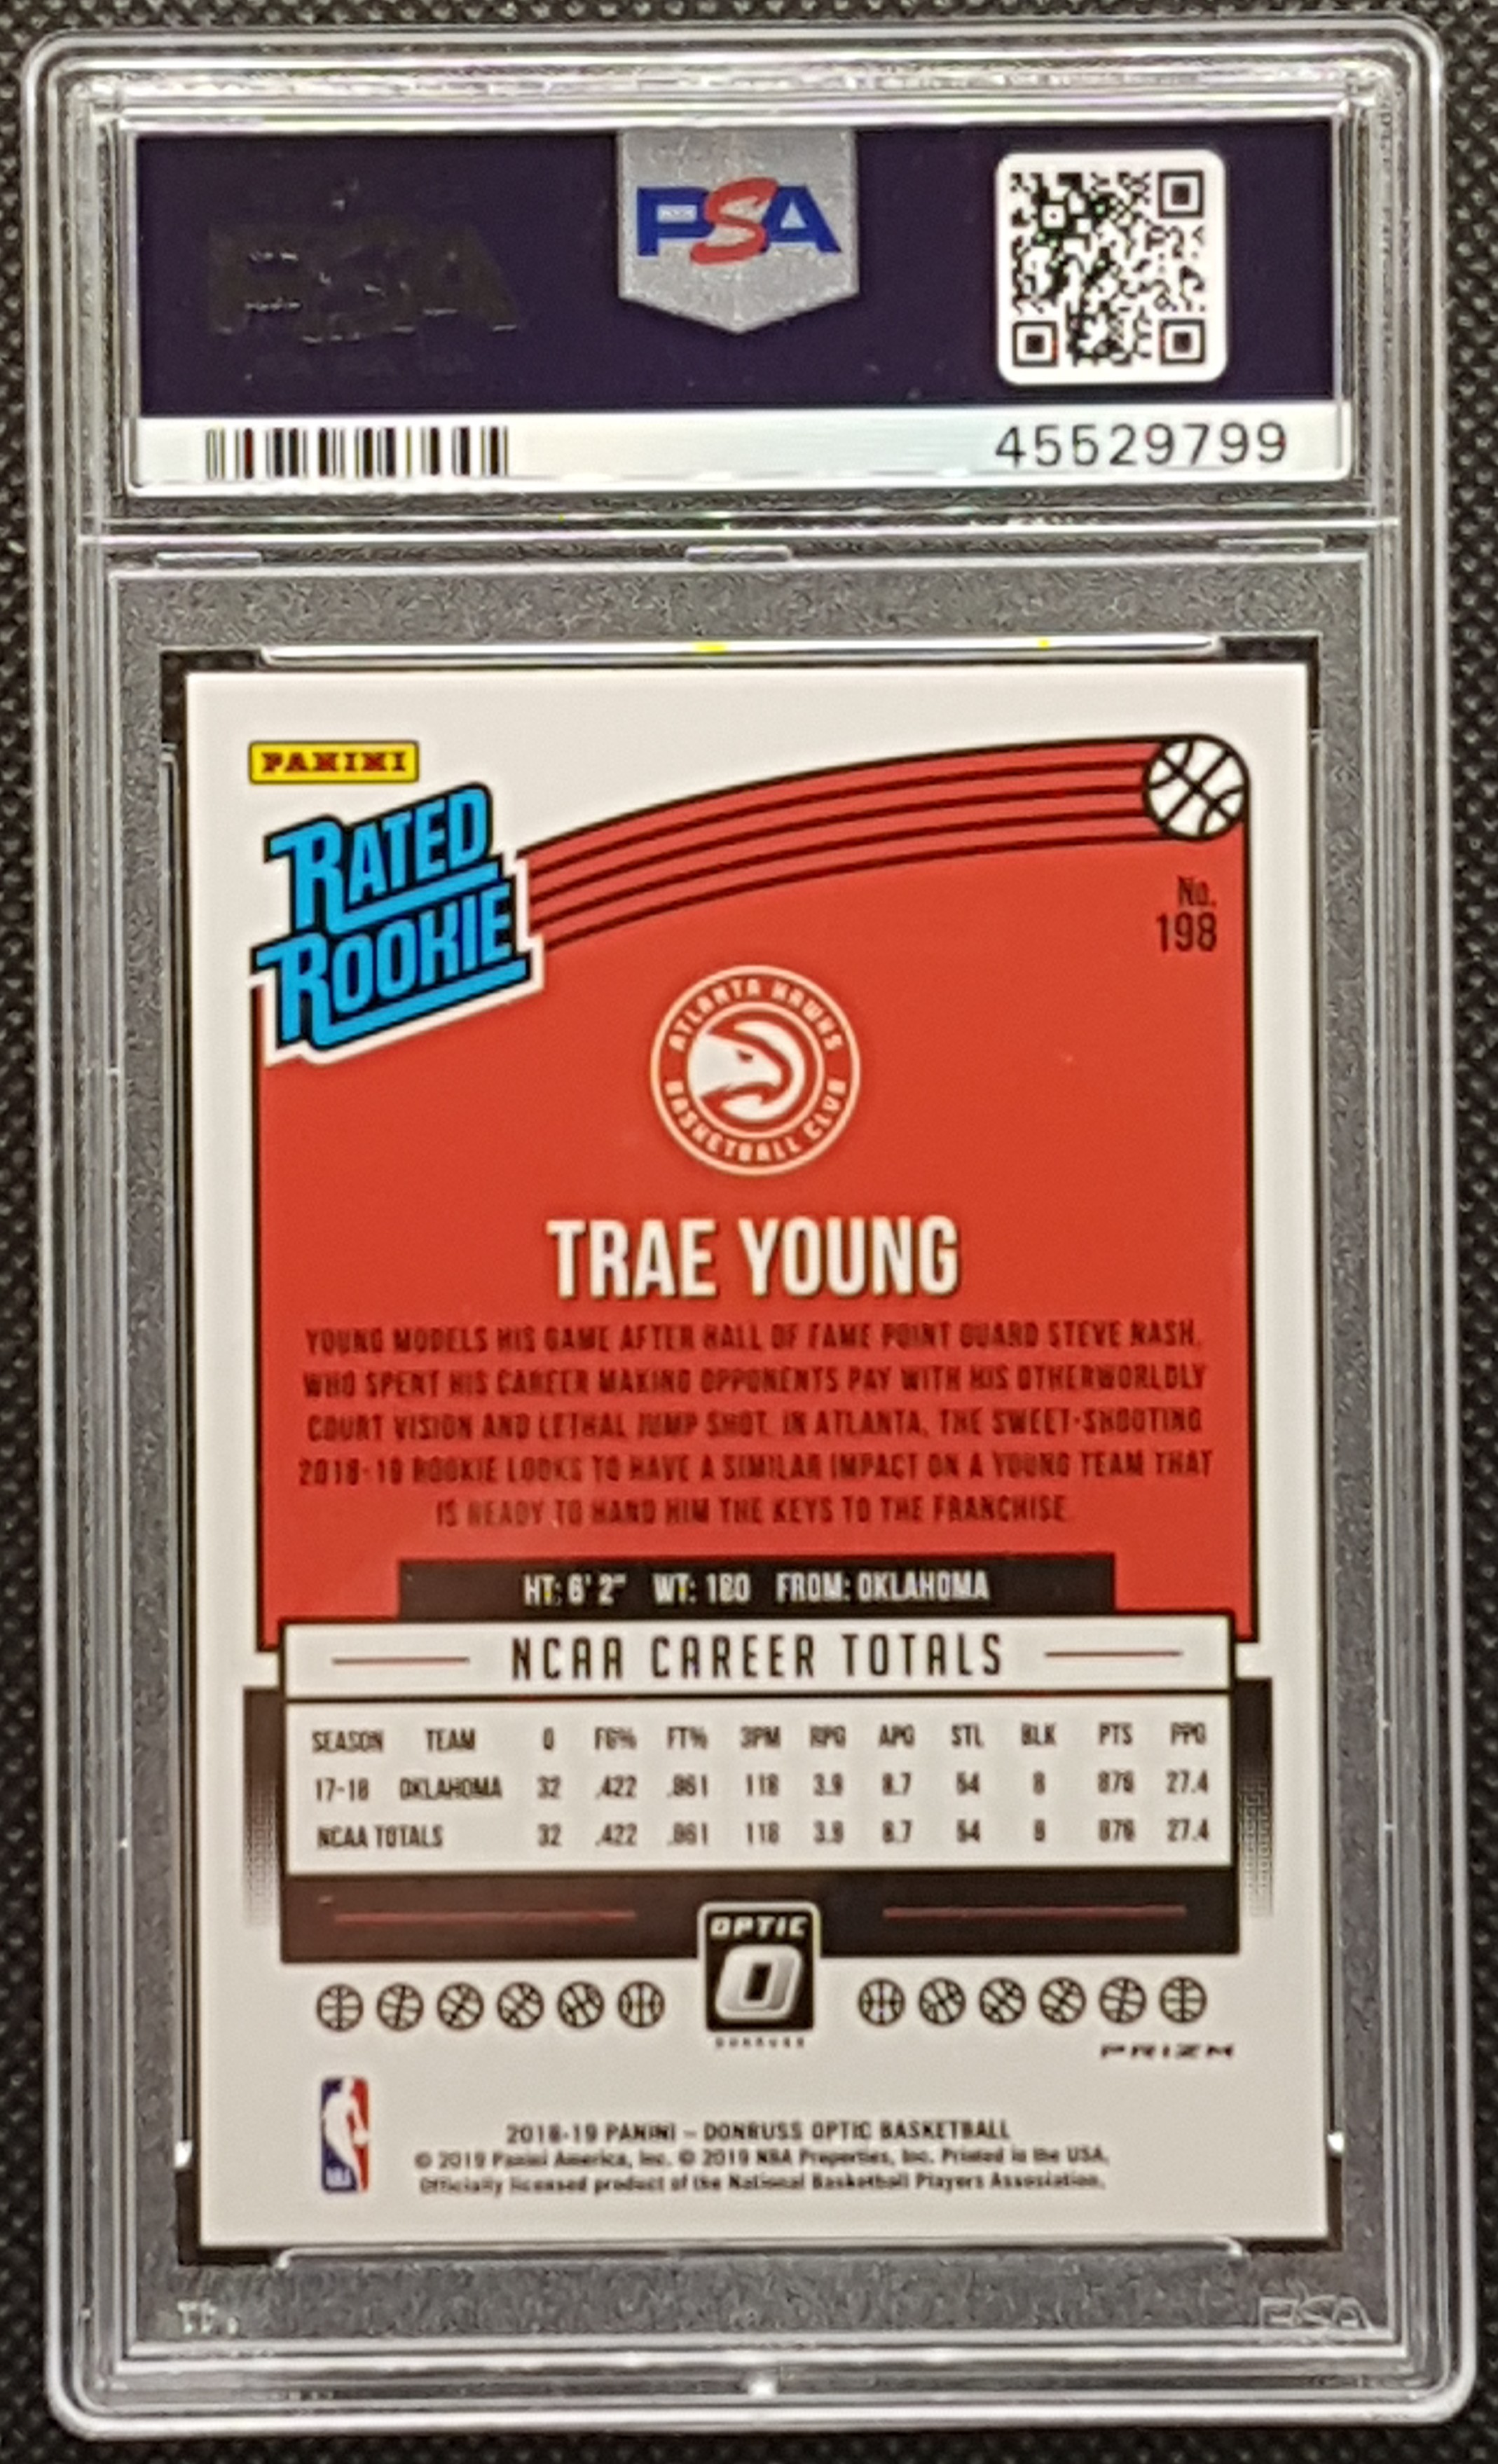 PSA
PSA
45529799
PANINI
RATED
ROOKIE
No.
198
ATLANTA HAWKS
BASKETBALL CLUB
TRAE YOUNG
YOUNG MODELS HIS GAME AFTER HALL OF FAME POINT GUARD STEVE NASH,
WHO SPENT HIS CAREER MAKING OPPONENTS PAY WITH HIS OTHERWORLDLY
COURT VISION AND LETHAL JUMP SHOT. IN ATLANTA, THE SWEET-SHOOTING
2018-19 ROOKIE LOOKS TO HAVE A SIMILAR IMPACT ON A YOUNG TEAM THAT
IS READY TO HAND HIM THE KEYS TO THE FRANCHISE.
HT: 6' 2" WT: 180 FROM: OKLAHOMA
NCAA CAREER TOTALS
SEASON TEAM G FG% FT% 3PM RPG APG STL BLK PTS PPG
17-18 OKLAHOMA 32 .422 .861 118 3.9 8.7 54 8 876 27.4
NCAA TOTALS 32 .422 .861 118 3.9 8.7 54 8 876 27.4
OPTIC
DONRUSS
PRIZM
NBA
2018-19 PANINI – DONRUSS OPTIC BASKETBALL
© 2019 Panini America, Inc. © 2019 NBA Properties, Inc. Printed in the USA.
Officially licensed product of the National Basketball Players Association.
PSA